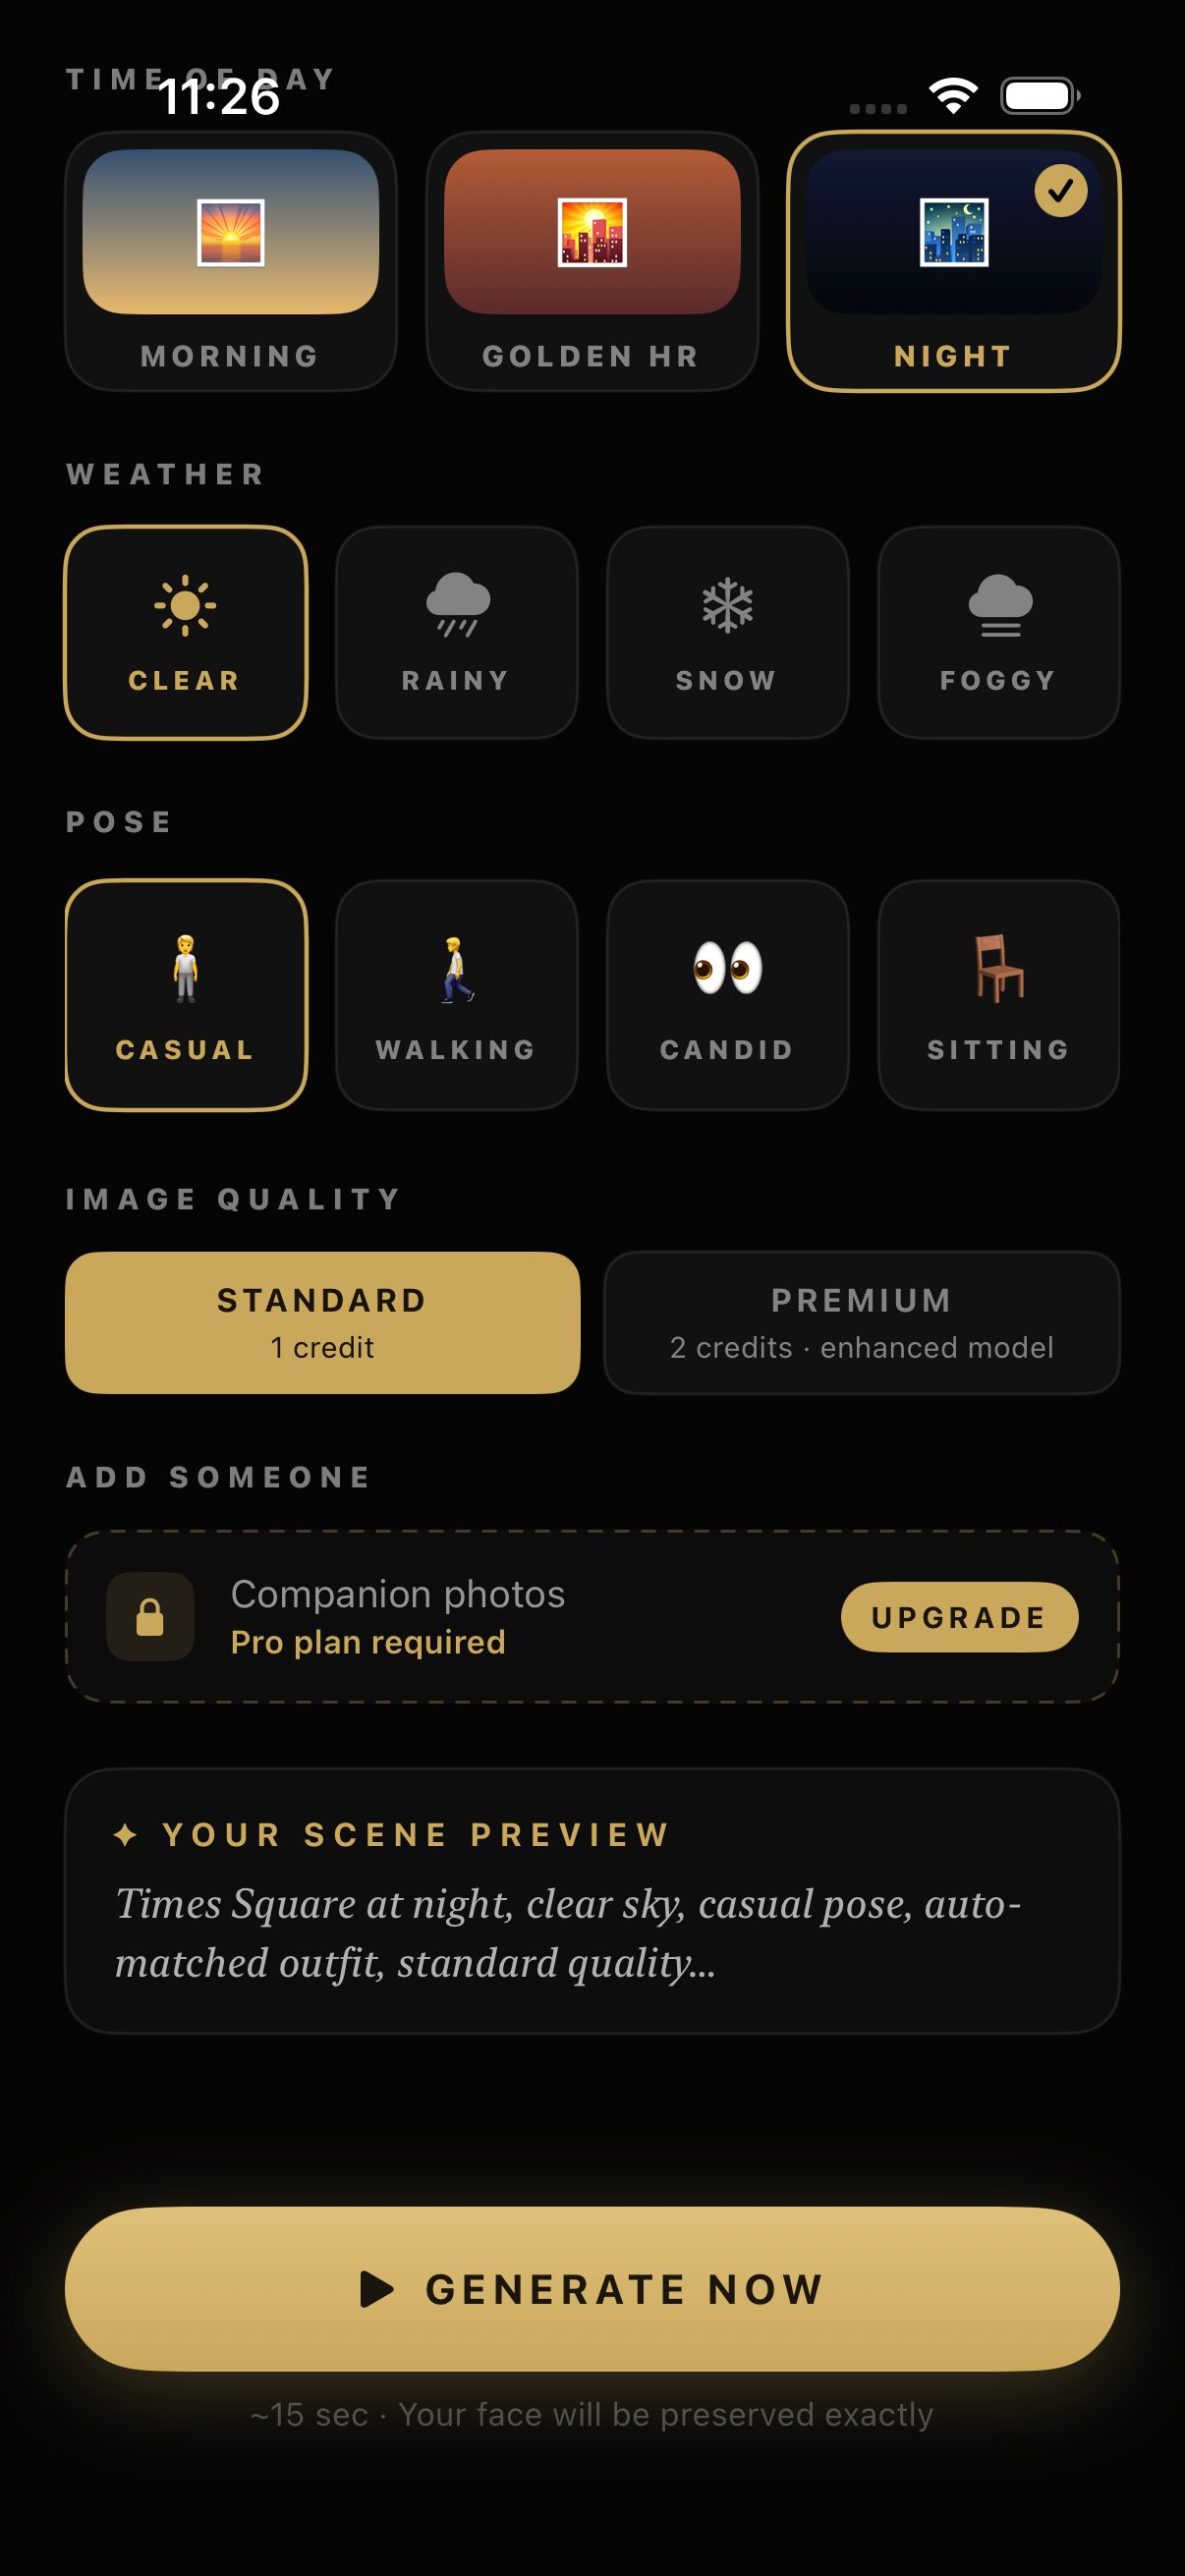 TIME OF DAY
11:26
MORNING
GOLDEN HR
NIGHT
WEATHER
CLEAR
RAINY
SNOW
FOGGY
POSE
CASUAL
WALKING
CANDID
SITTING
IMAGE QUALITY
STANDARD
1 credit
PREMIUM
2 credits · enhanced model
ADD SOMEONE
Companion photos
Pro plan required
UPGRADE
YOUR SCENE PREVIEW
Times Square at night, clear sky, casual pose, auto-
matched outfit, standard quality...
GENERATE NOW
~15 sec · Your face will be preserved exactly